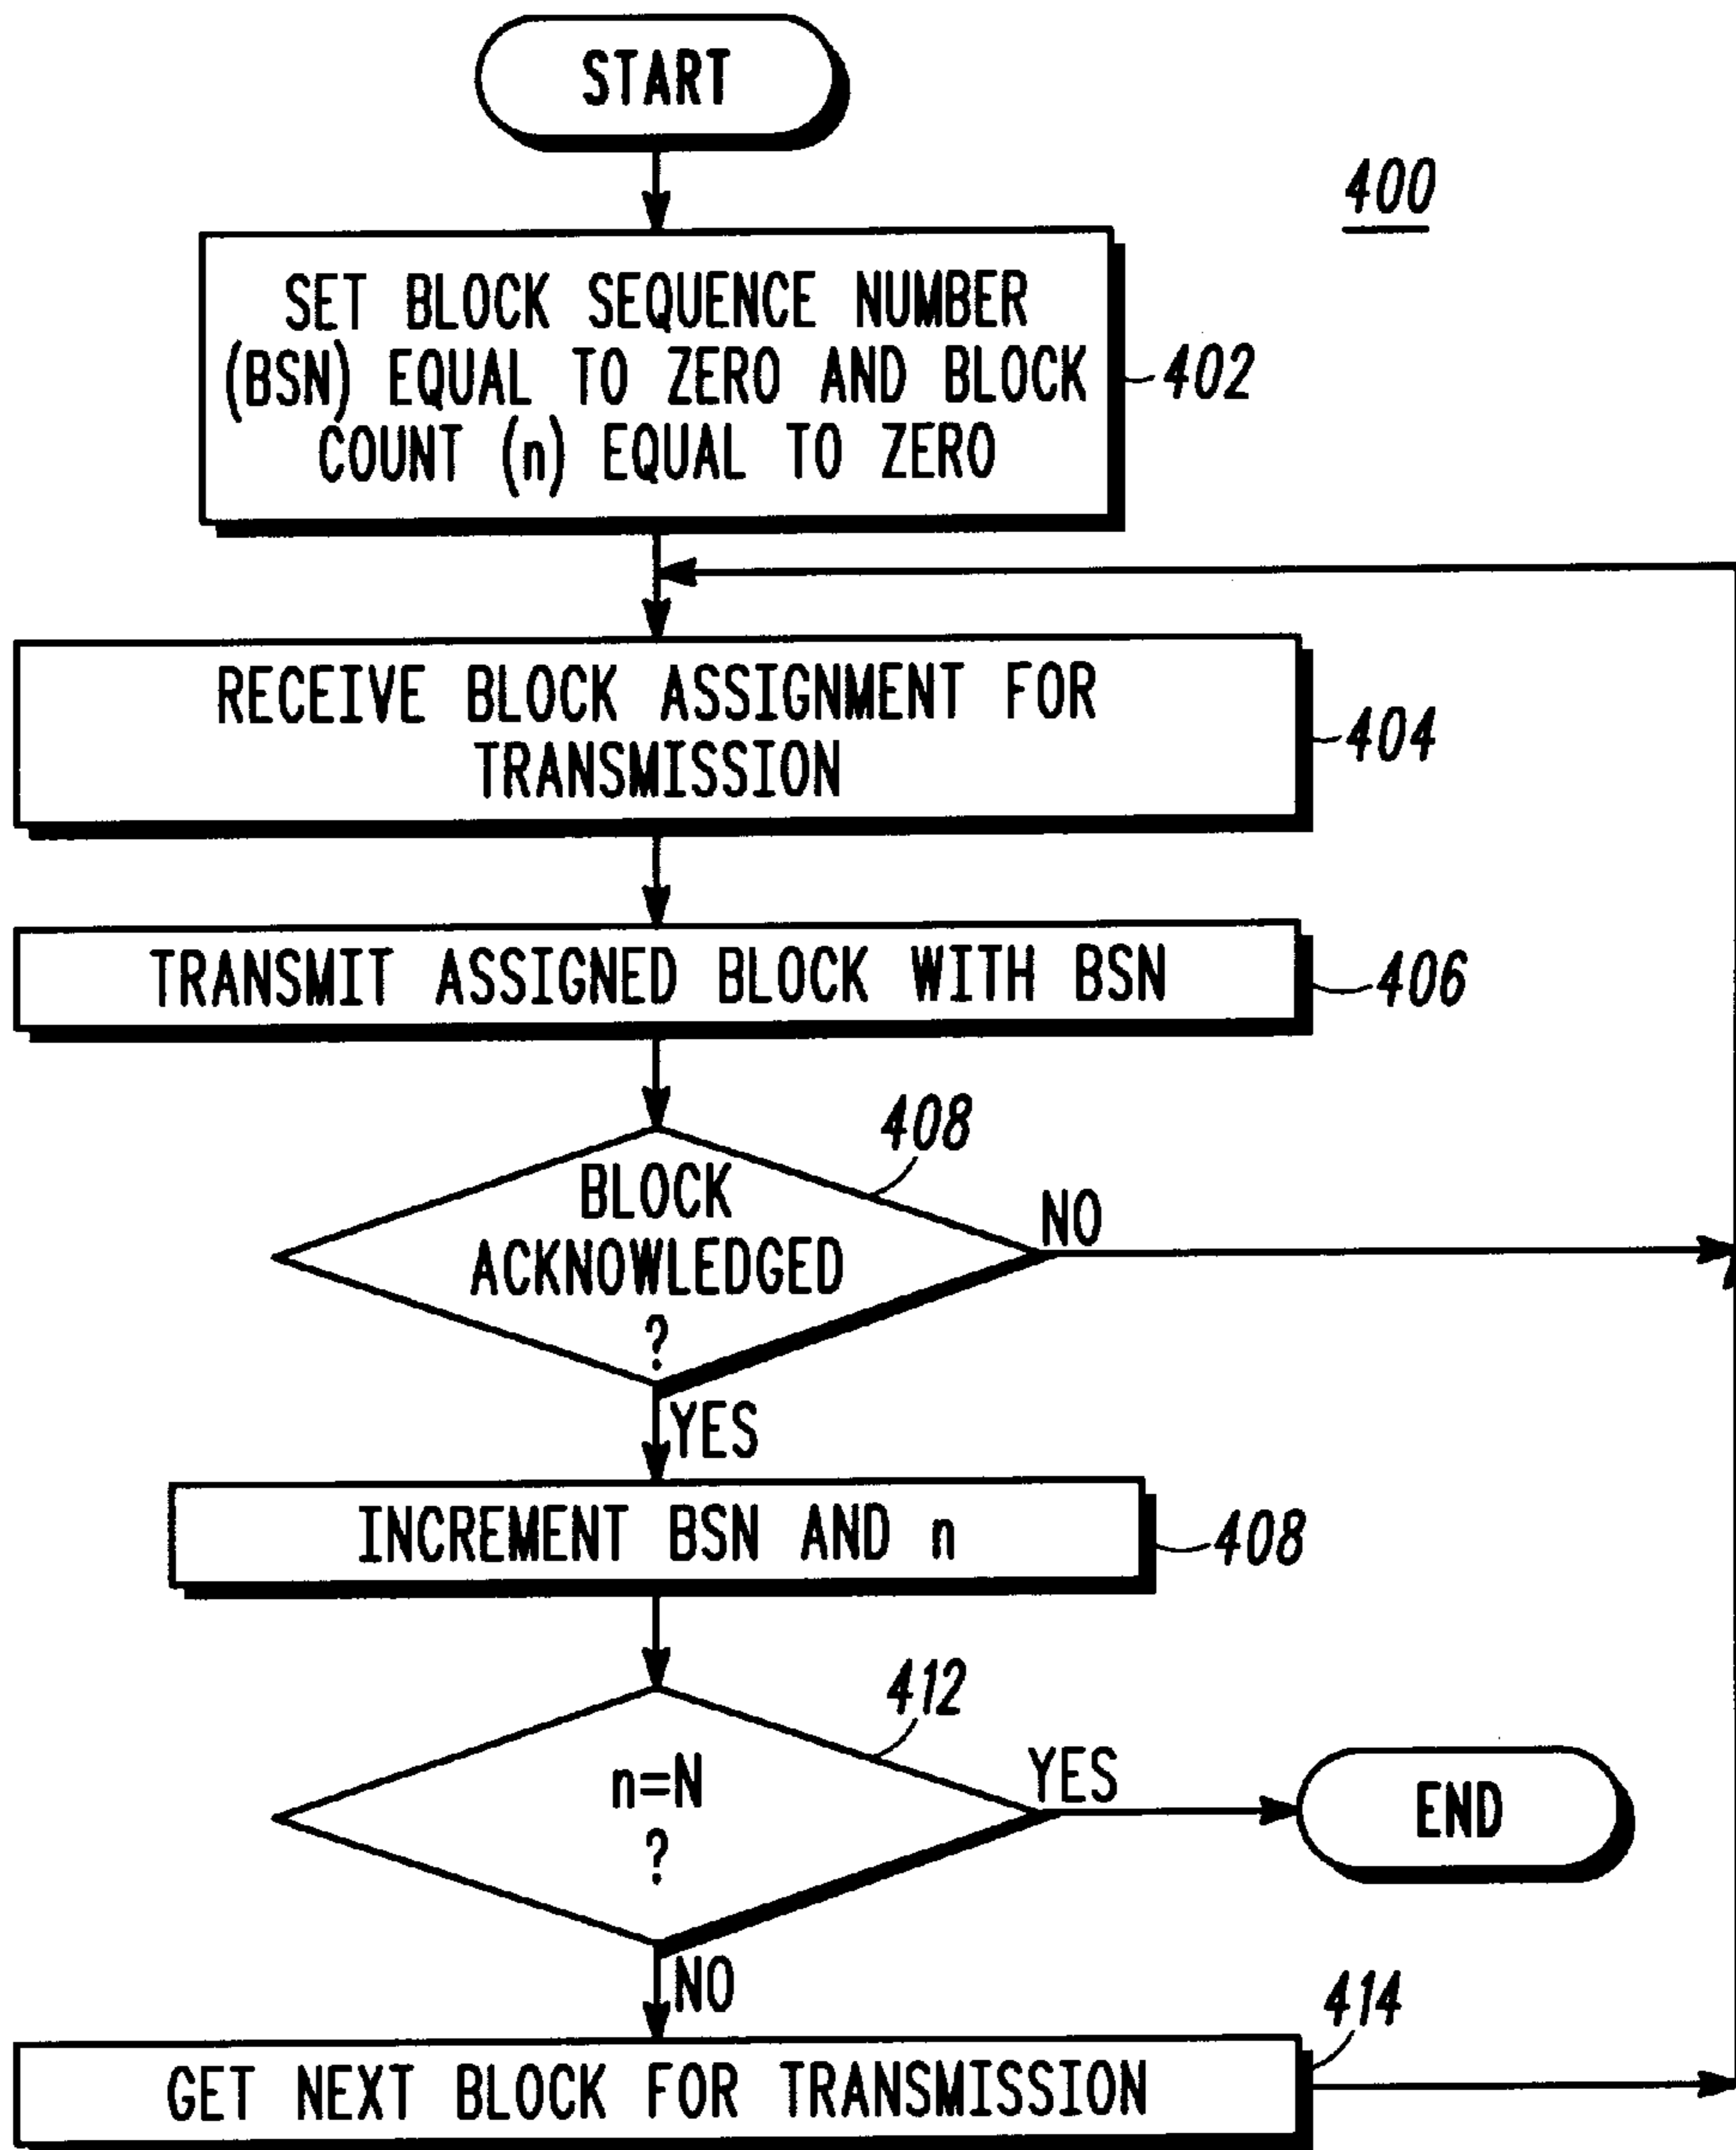 START
400
SET BLOCK SEQUENCE NUMBER
(BSN) EQUAL TO ZERO AND BLOCK
COUNT (n) EQUAL TO ZERO
402
RECEIVE BLOCK ASSIGNMENT FOR
TRANSMISSION
404
TRANSMIT ASSIGNED BLOCK WITH BSN
406
408
BLOCK
ACKNOWLEDGED
?
NO
YES
INCREMENT BSN AND n
408
412
n=N
?
YES
END
NO
414
GET NEXT BLOCK FOR TRANSMISSION